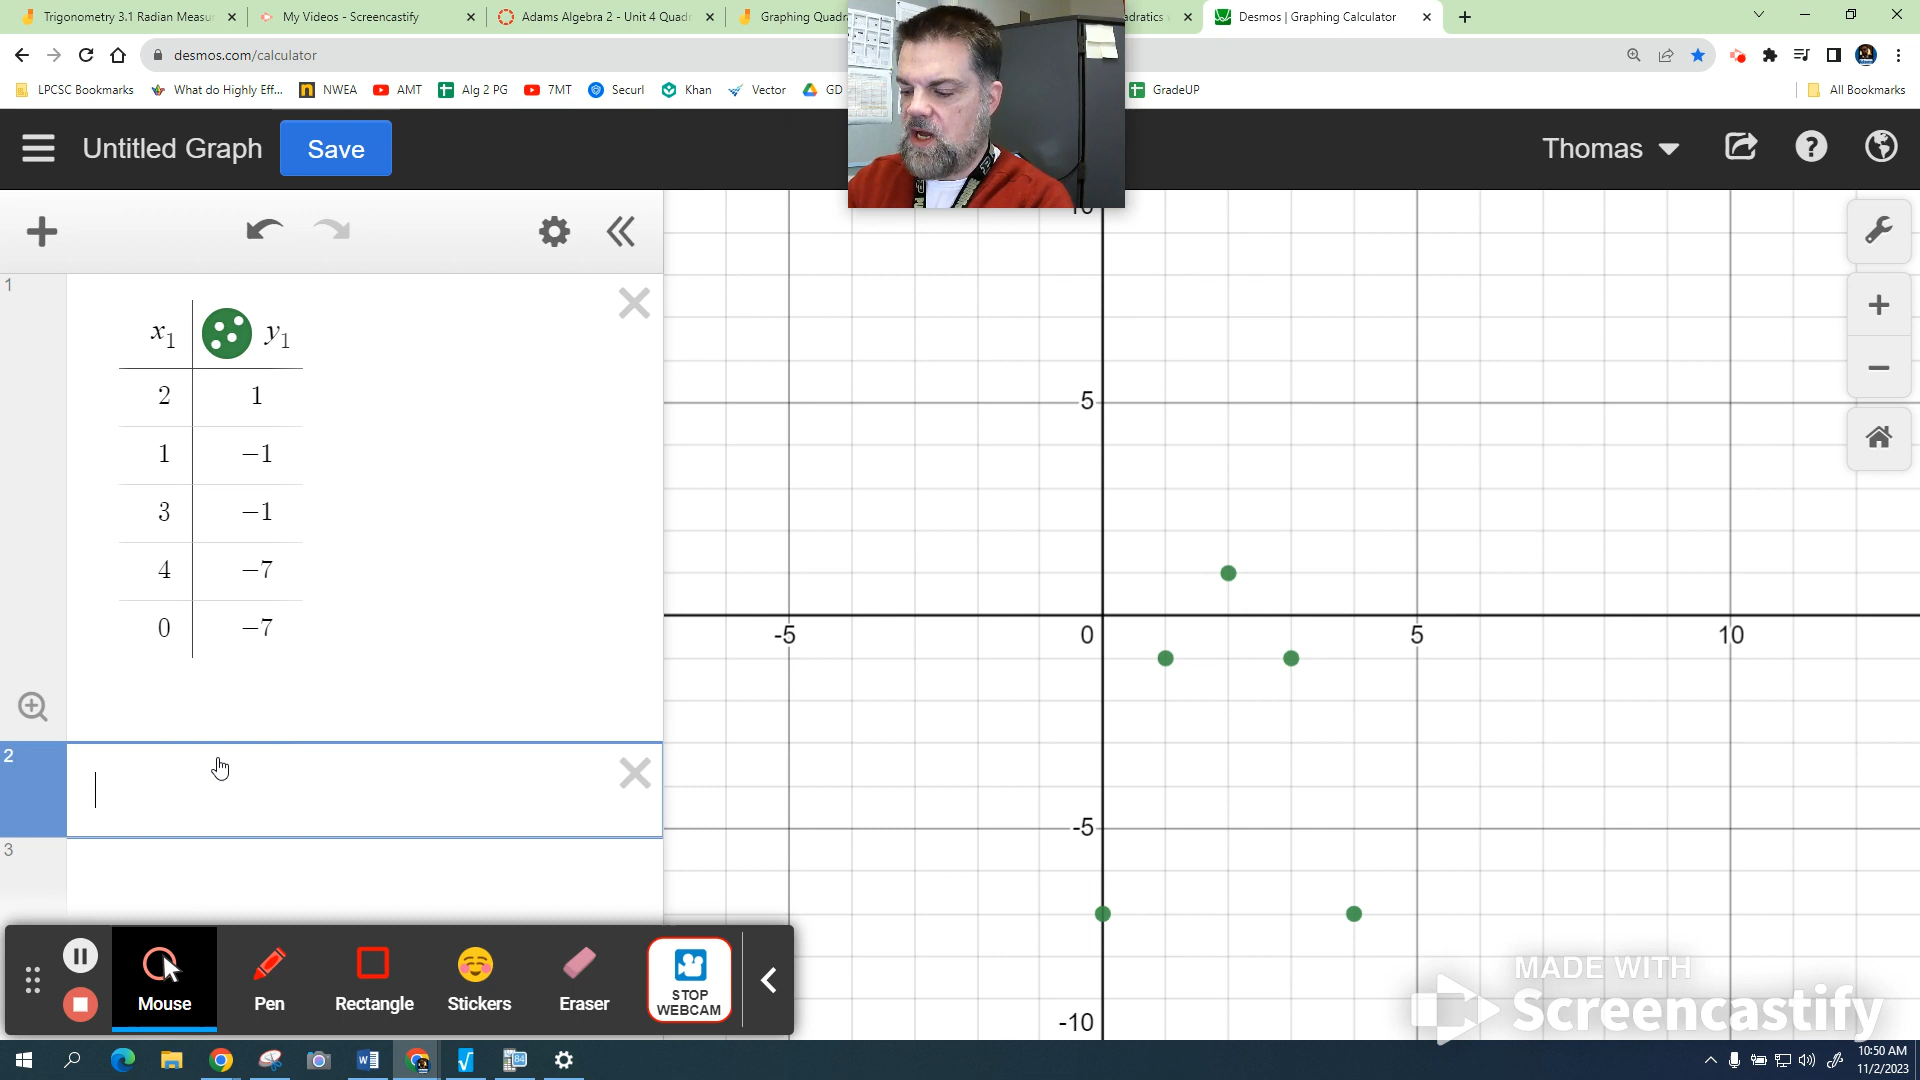 Trigonometry 3.1 Radian Measu
My Videos - Screencastify
Adams Algebra 2 - Unit 4 Quadr
Graphing Quadr
adratics
Desmos | Graphing Calculator
desmos.com/calculator
LPCSC Bookmarks
What do Highly Eff...
NWEA
AMT
Alg 2 PG
7MT
Securl
Khan
Vector
GD
GradeUP
All Bookmarks
Untitled Graph
Save
Thomas
1
x₁ y₁
2 1
1 −1
3 −1
4 −7
0 −7
2
3
10
5
-5 0 5 10
-5
-10
Mouse
Pen
Rectangle
Stickers
Eraser
STOP
WEBCAM
MADE WITH
Screencastify
10:50 AM
11/2/2023